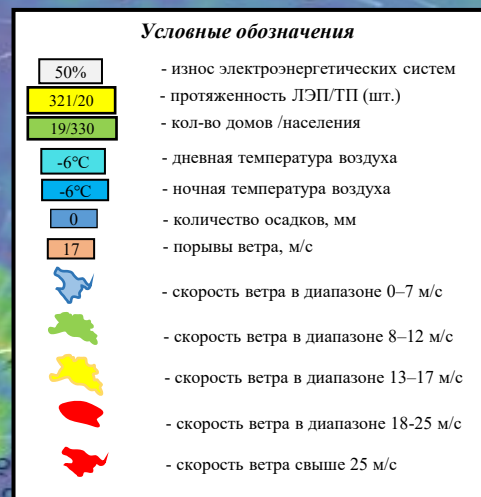 Условные обозначения
50% - износ электроэнергетических систем
321/20 - протяженность ЛЭП/ТП (шт.)
19/330 - кол-во домов /населения
-6°С - дневная температура воздуха
-6°С - ночная температура воздуха
0 - количество осадков, мм
17 - порывы ветра, м/с
- скорость ветра в диапазоне 0–7 м/с
- скорость ветра в диапазоне 8–12 м/с
- скорость ветра в диапазоне 13–17 м/с
- скорость ветра в диапазоне 18-25 м/с
- скорость ветра свыше 25 м/с